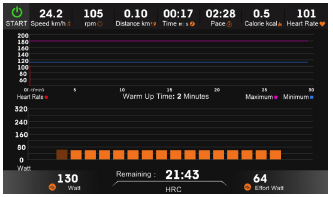 24.2 105 0.10 00:17 02:28 0.5 101
START Speed km/h rpm Distance km Time Pace Calorie kcal Heart Rate
200
180
160
140
120
100
80
60
5 10 15 20 25 30
Heart Rate Warm Up Time: 2 Minutes Maximum Minimum
320
240
160
80
0
Watt
130 Watt
Remaining : 21:43
HRC
64 Effort Watt